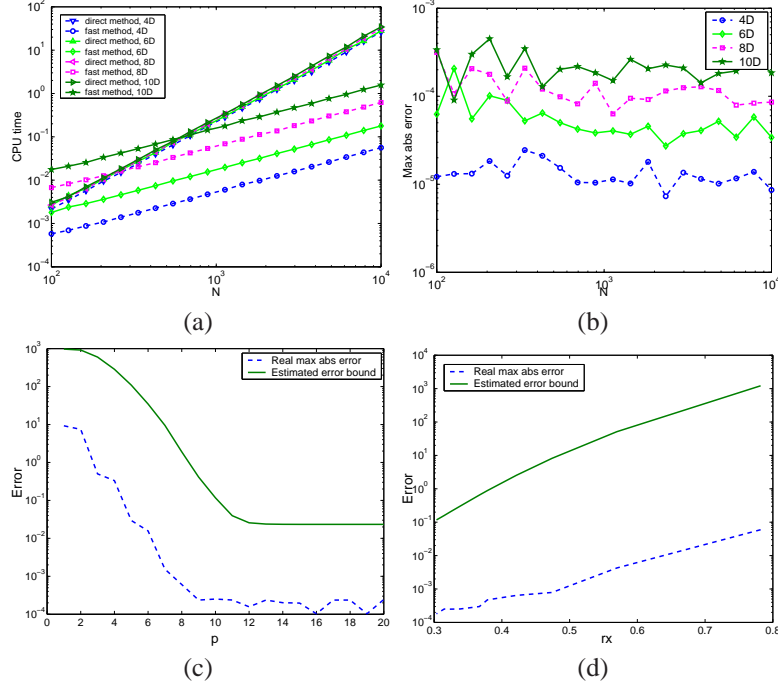 10^2
10^1
10^0
10^-1
10^-2
10^-3
10^-4
CPU time
direct method, 4D
fast method, 4D
direct method, 6D
fast method, 6D
direct method, 8D
fast method, 8D
direct method, 10D
fast method, 10D
10^2
10^3
10^4
N
(a)
10^-3
10^-4
10^-5
10^-6
Max abs error
4D
6D
8D
10D
10^2
10^3
10^4
N
(b)
10^3
10^2
10^1
10^0
10^-1
10^-2
10^-3
10^-4
Error
Real max abs error
Estimated error bound
0 2 4 6 8 10 12 14 16 18 20
p
(c)
10^4
10^3
10^2
10^1
10^0
10^-1
10^-2
10^-3
10^-4
Error
Real max abs error
Estimated error bound
0.3 0.4 0.5 0.6 0.7 0.8
rx
(d)